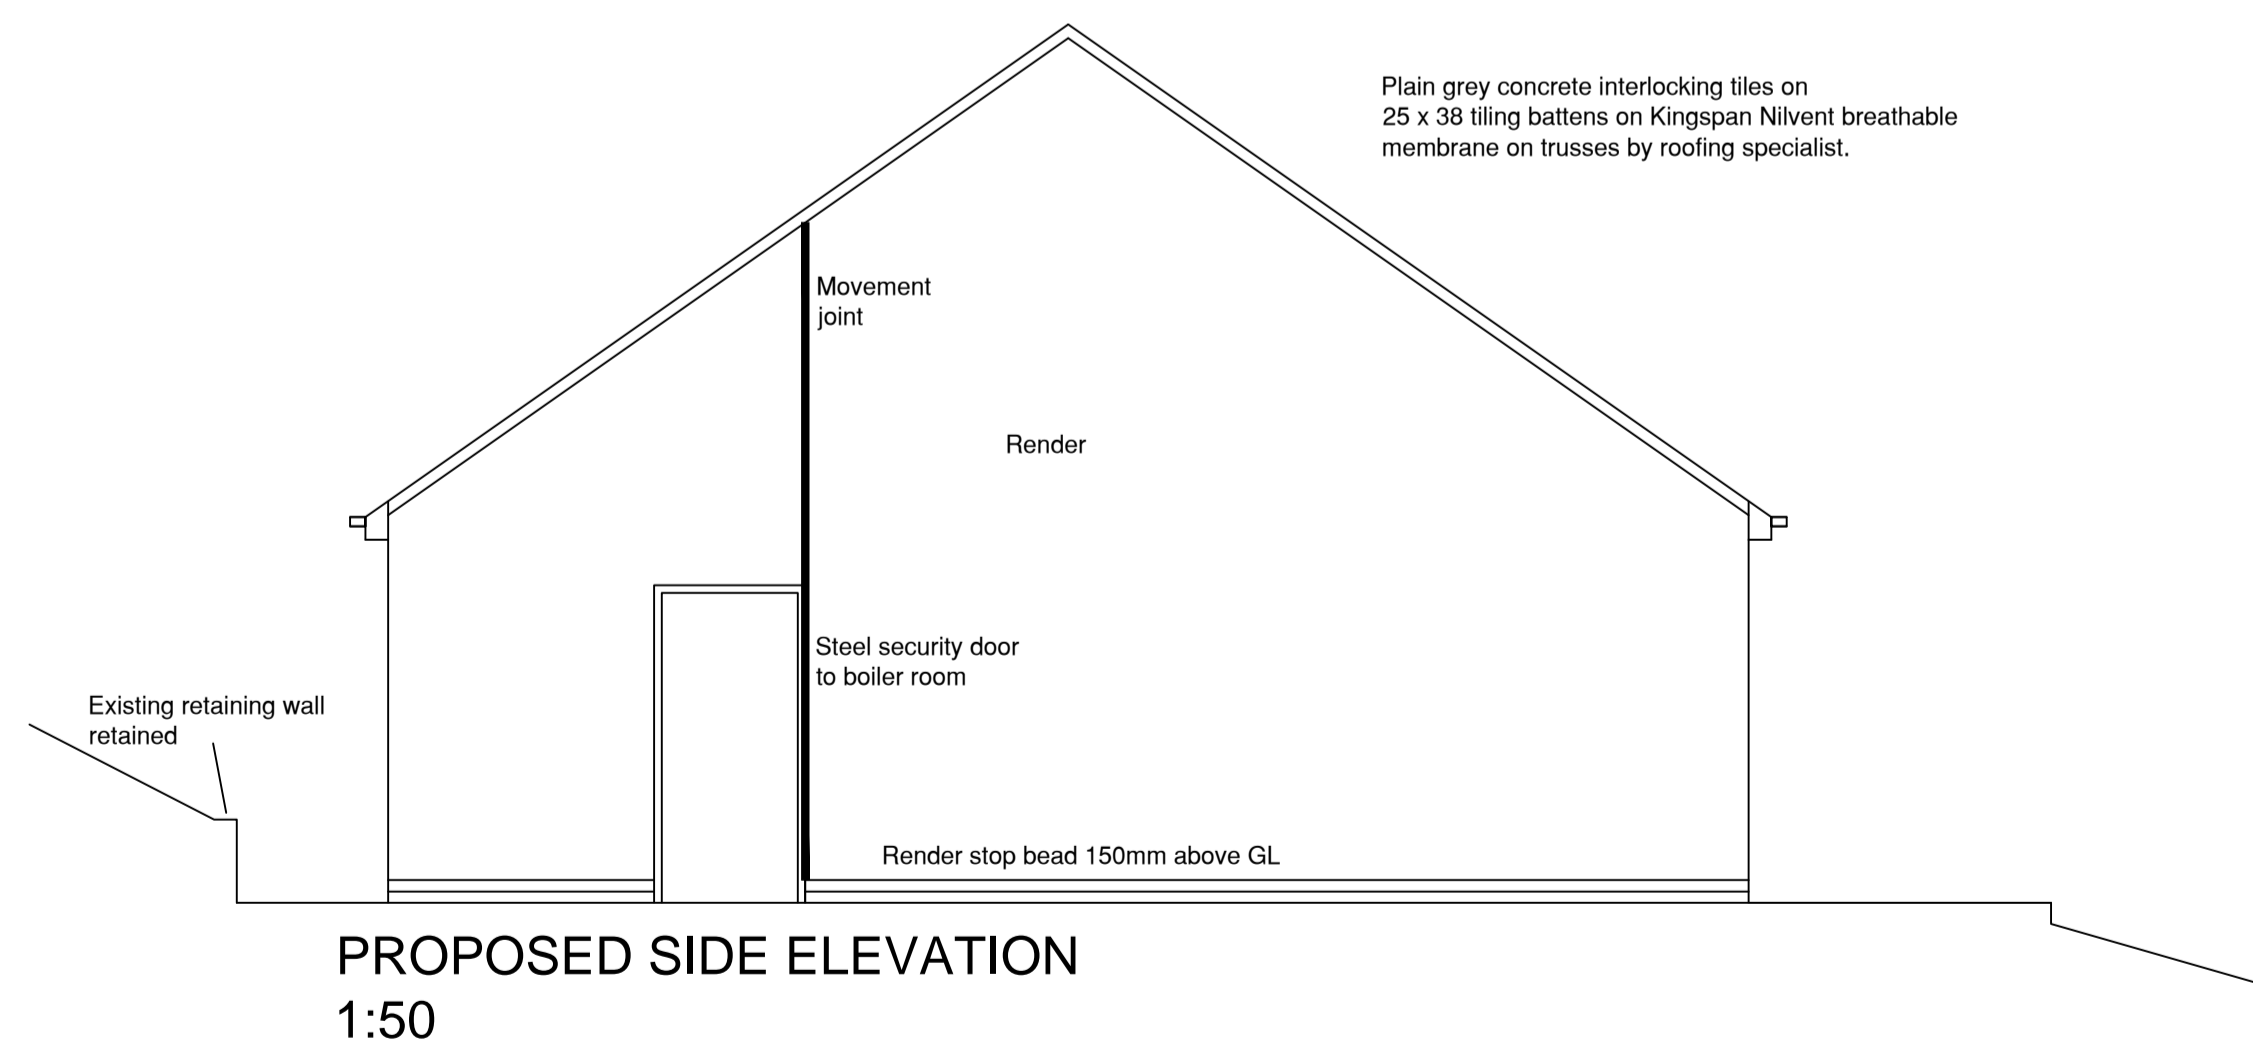 Plain grey concrete interlocking tiles on
25 x 38 tiling battens on Kingspan Nilvent breathable
membrane on trusses by roofing specialist.
Movement
joint
Render
Steel security door
to boiler room
Existing retaining wall
retained
Render stop bead 150mm above GL
PROPOSED SIDE ELEVATION
1:50